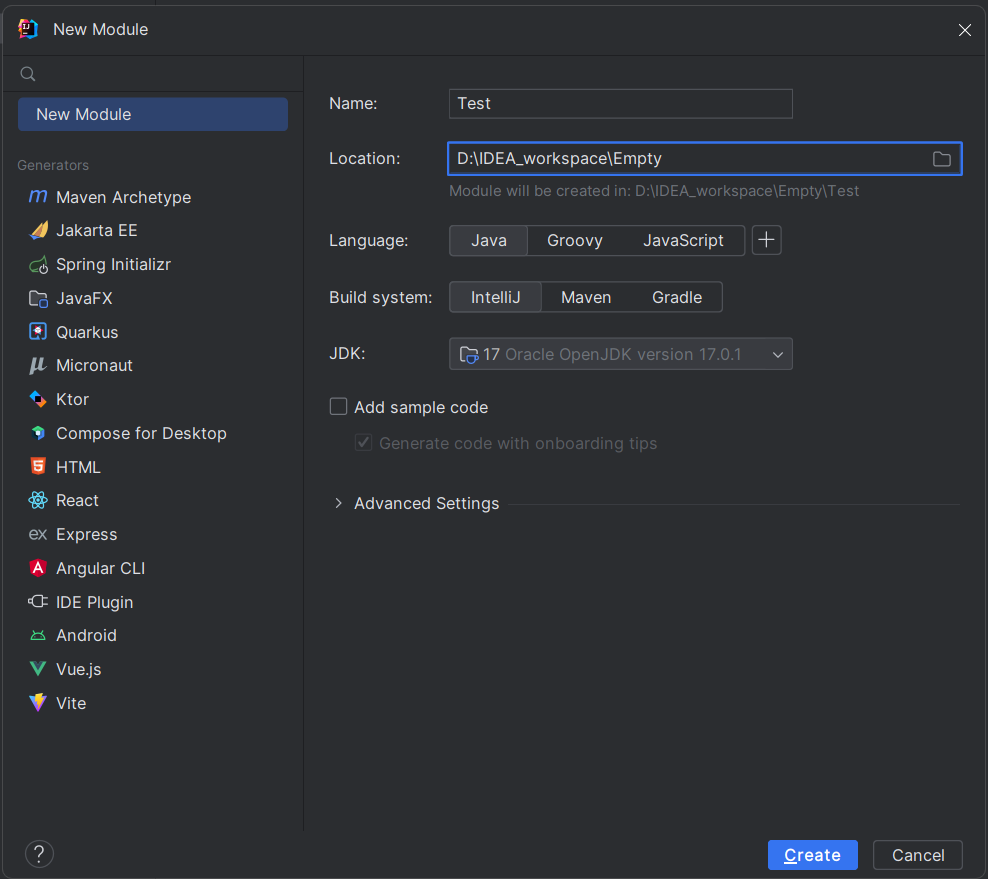 New Module
New Module
Generators
Maven Archetype
Jakarta EE
Spring Initializr
JavaFX
Quarkus
Micronaut
Ktor
Compose for Desktop
HTML
React
Express
Angular CLI
IDE Plugin
Android
Vue.js
Vite
Name: Test
Location: D:\IDEA_workspace\Empty
Module will be created in: D:\IDEA_workspace\Empty\Test
Language: Java Groovy JavaScript
Build system: IntelliJ Maven Gradle
JDK: 17 Oracle OpenJDK version 17.0.1
Add sample code
Generate code with onboarding tips
Advanced Settings
? Create Cancel